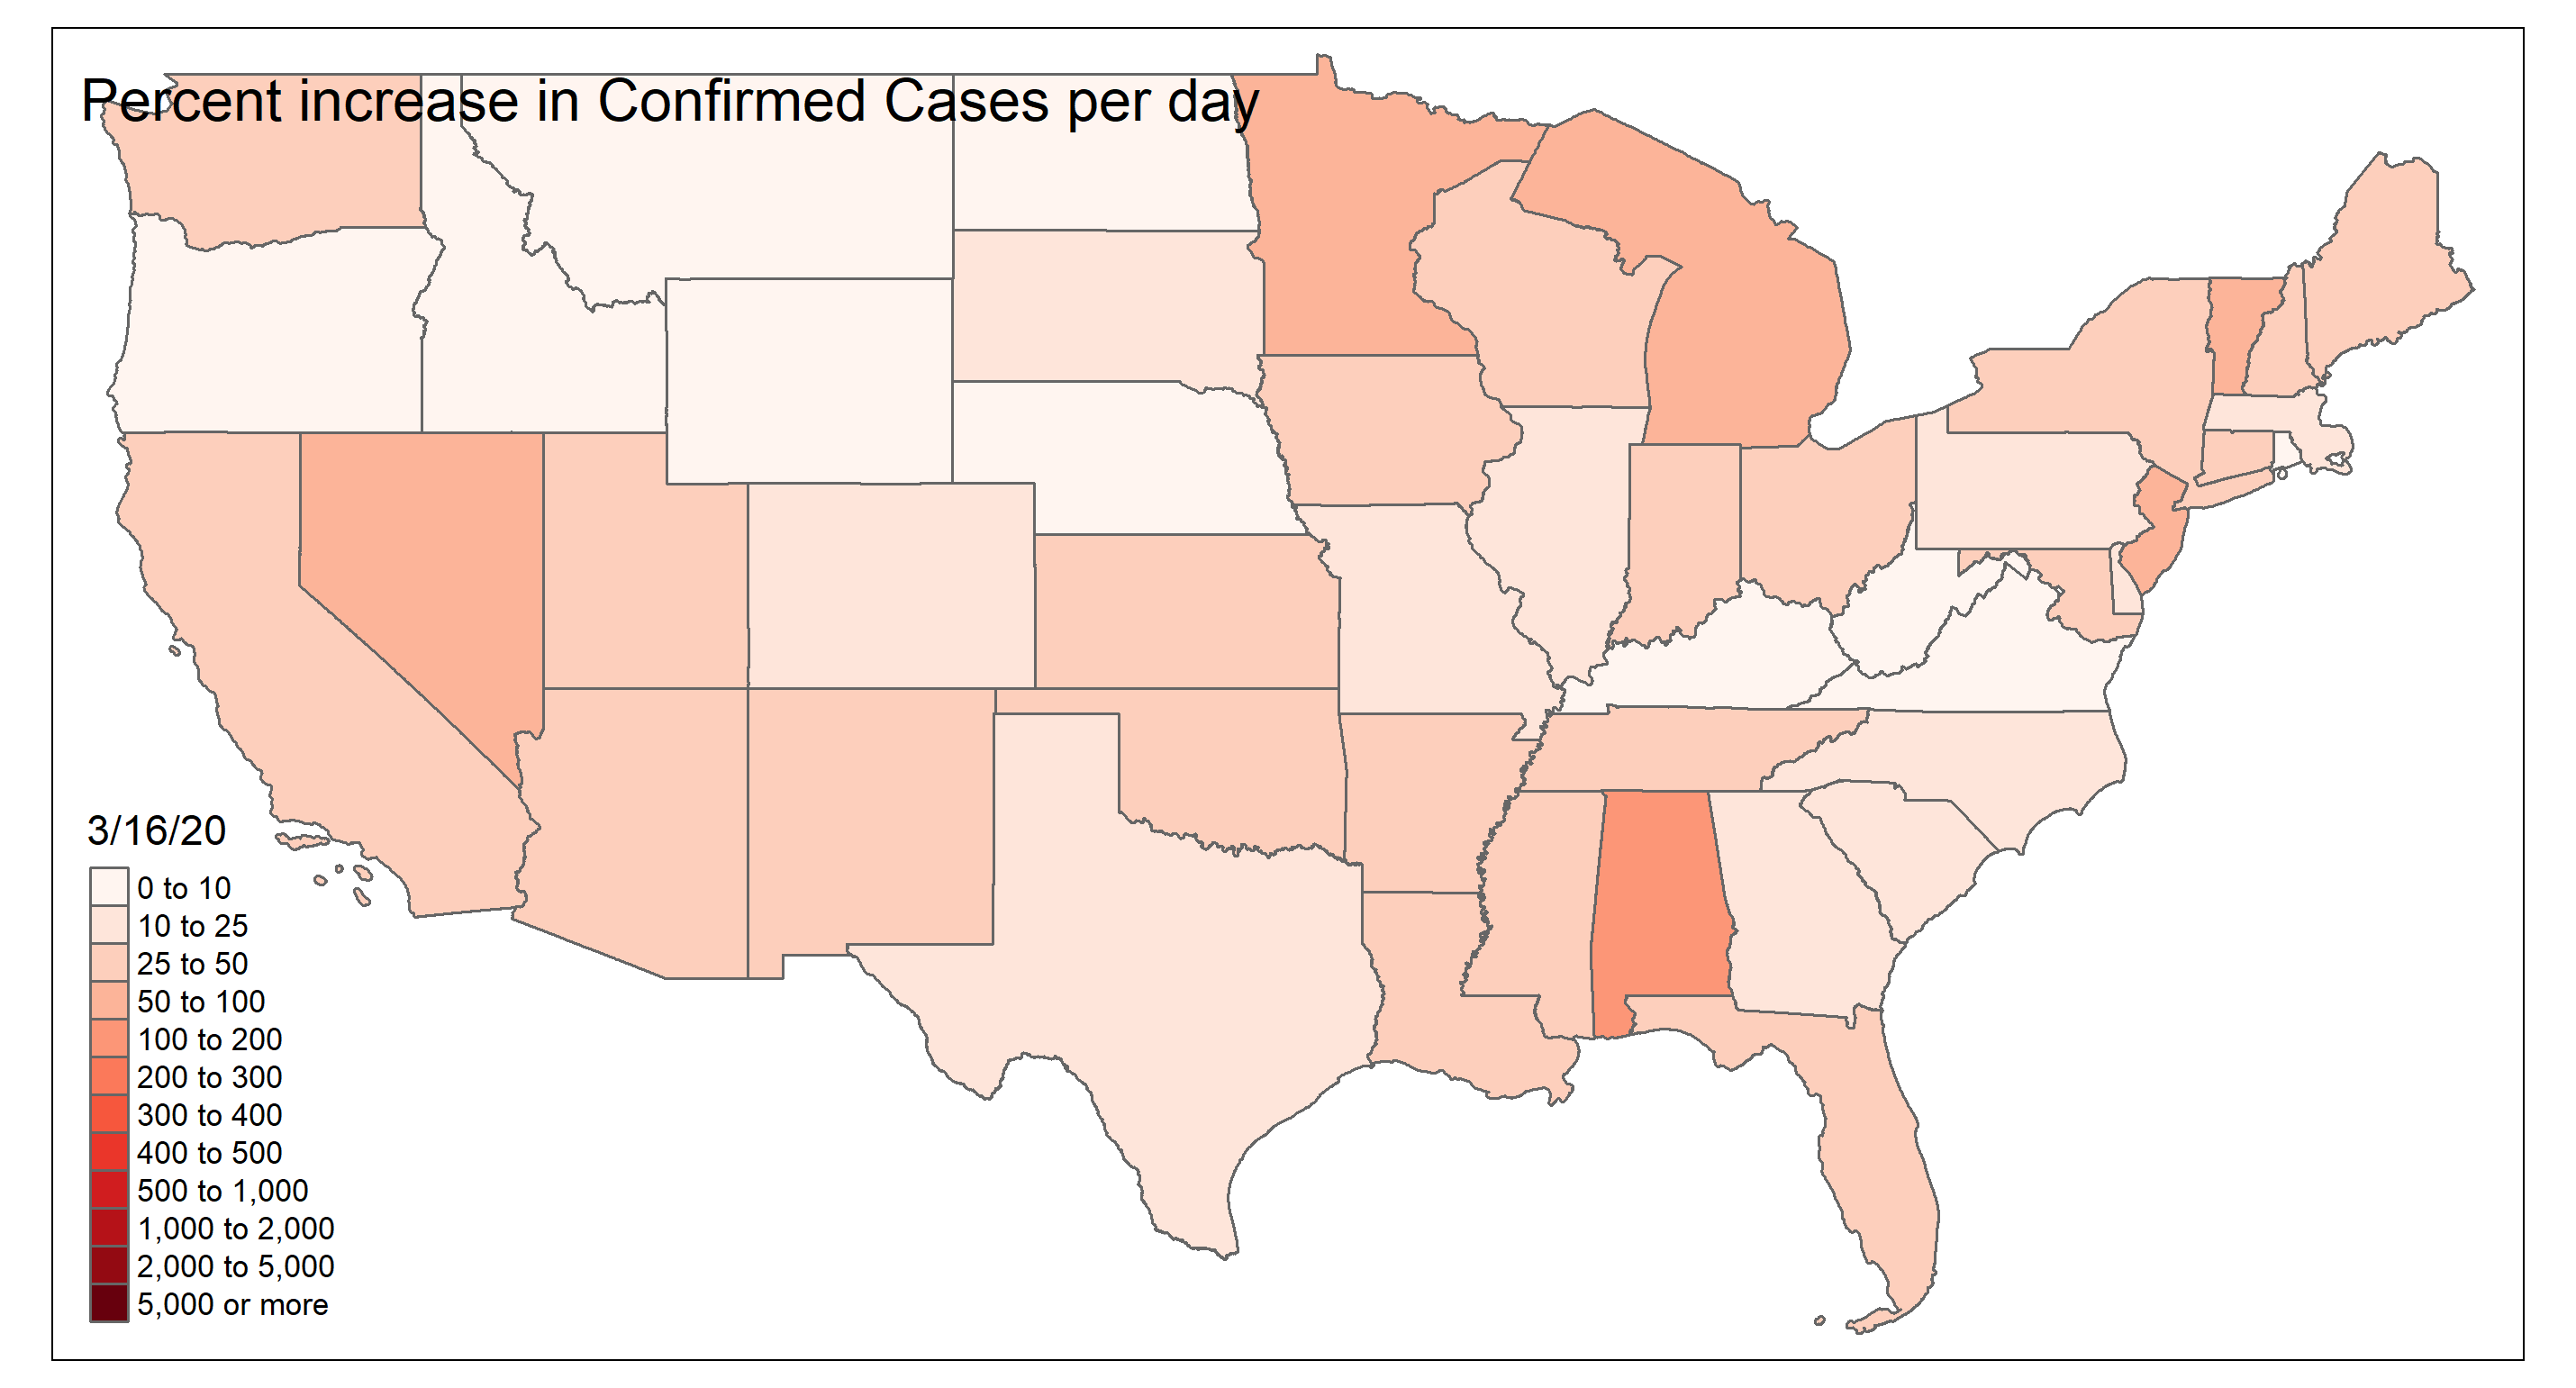 Percent increase in Confirmed Cases per day
3/16/20
0 to 10
10 to 25
25 to 50
50 to 100
100 to 200
200 to 300
300 to 400
400 to 500
500 to 1,000
1,000 to 2,000
2,000 to 5,000
5,000 or more